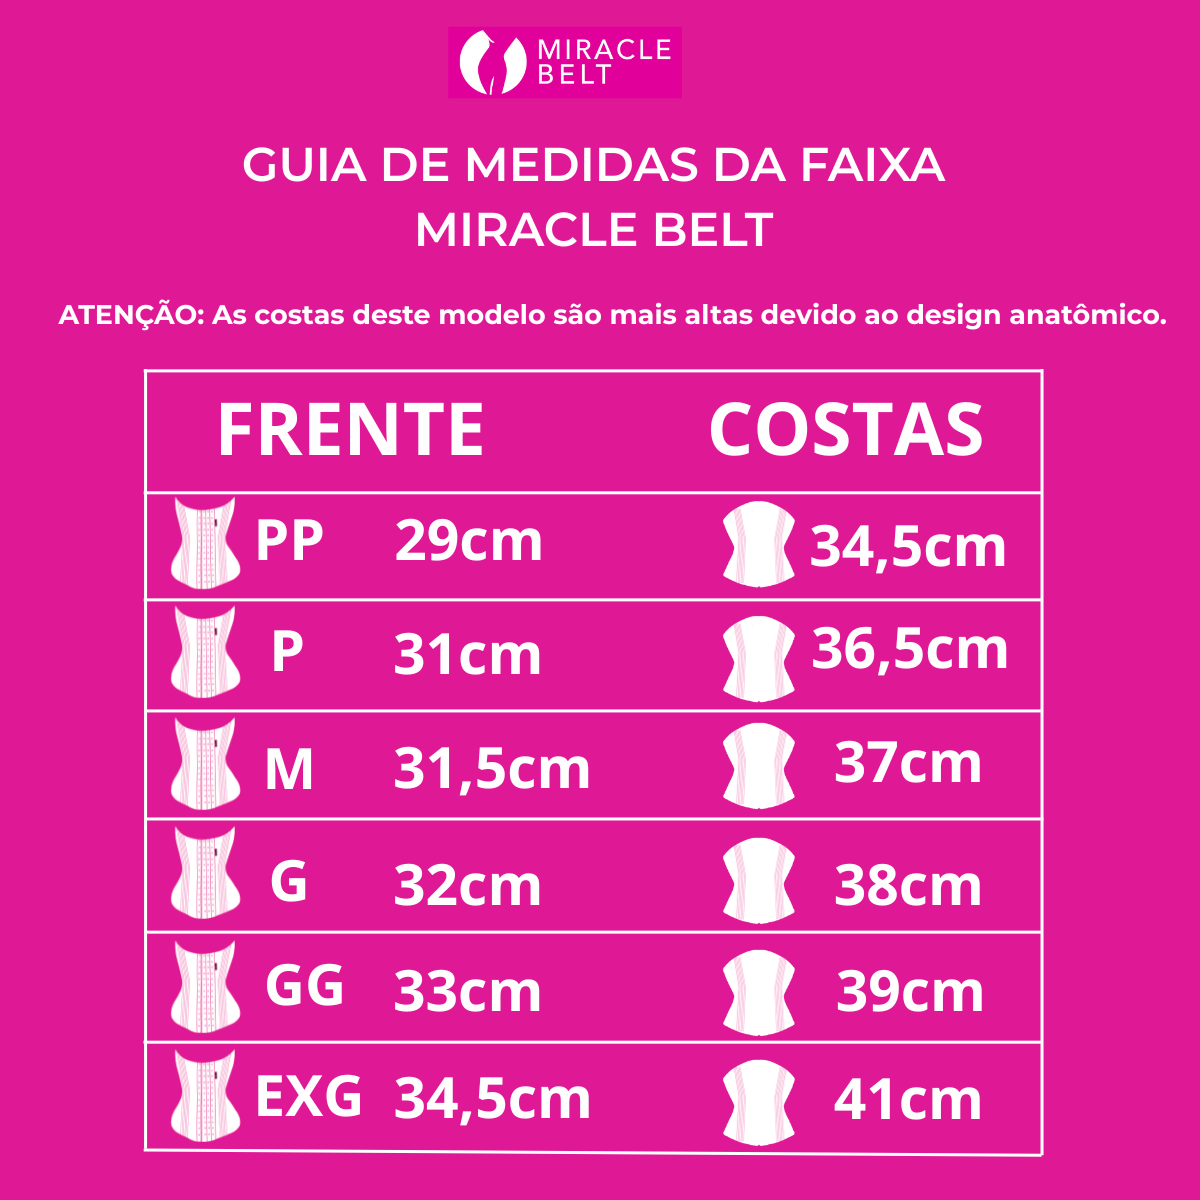 MIRACLE
BELT
GUIA DE MEDIDAS DA FAIXA
MIRACLE BELT
ATENÇÃO: As costas deste modelo são mais altas devido ao design anatômico.
FRENTE COSTAS
PP 29cm 34,5cm
P 31cm 36,5cm
M 31,5cm 37cm
G 32cm 38cm
GG 33cm 39cm
EXG 34,5cm 41cm